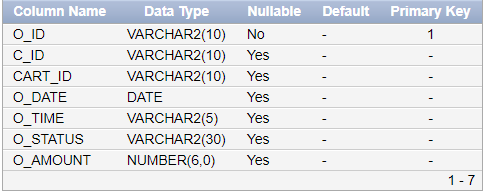 Column Name Data Type Nullable Default Primary Key
O_ID VARCHAR2(10) No - 1
C_ID VARCHAR2(10) Yes - -
CART_ID VARCHAR2(10) Yes - -
O_DATE DATE Yes - -
O_TIME VARCHAR2(5) Yes - -
O_STATUS VARCHAR2(30) Yes - -
O_AMOUNT NUMBER(6,0) Yes - -
1 - 7